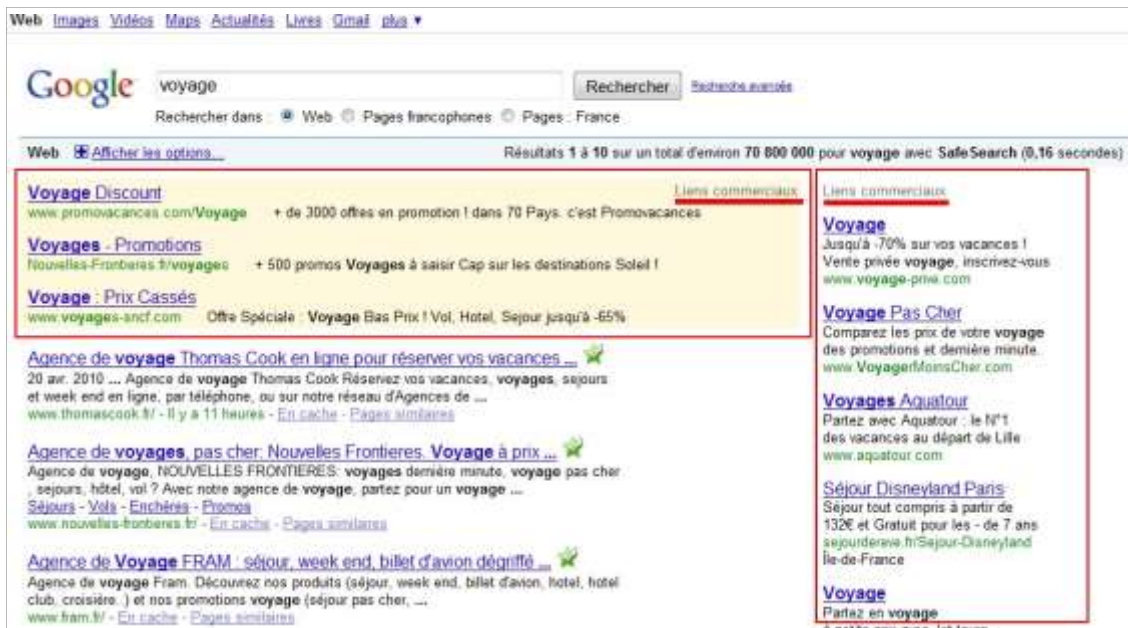 Web Images Vidéos Maps Actualités Livres Gmail plus ▼
Google voyage Rechercher Recherche avancée
Rechercher dans : Web Pages francophones Pages : France
Web Afficher les options... Résultats 1 à 10 sur un total d'environ 70 800 000 pour voyage avec SafeSearch (0,16 secondes)
Voyage Discount Liens commerciaux
www.promovacances.com/Voyage + de 3000 offres en promotion ! dans 70 Pays. c'est Promovacances
Voyages - Promotions
Nouvelles-Frontieres.fr/voyages + 500 promos Voyages à saisir Cap sur les destinations Soleil !
Voyage : Prix Cassés
www.voyages-sncf.com Offre Spéciale : Voyage Bas Prix ! Vol, Hotel, Sejour jusqu'à -65%
Agence de voyage Thomas Cook en ligne pour réserver vos vacances ...
20 avr. 2010 ... Agence de voyage Thomas Cook Réservez vos vacances, voyages, sejours
et week end en ligne, par téléphone, ou sur notre réseau d'Agences de ...
www.thomascook.fr/ - Il y a 11 heures - En cache - Pages similaires
Agence de voyages, pas cher: Nouvelles Frontieres. Voyage à prix ...
Agence de voyage, NOUVELLES FRONTIERES: voyages dernière minute, voyage pas cher
, sejours, hôtel, vol ? Avec notre agence de voyage, partez pour un voyage ...
Séjours - Vols - Enchères - Promos
www.nouvelles-frontieres.fr/ - En cache - Pages similaires
Agence de Voyage FRAM : séjour, week end, billet d'avion dégriffé ...
Agence de voyage Fram. Découvrez nos produits (séjour, week end, billet d'avion, hotel, hotel
club, croisière..) et nos promotions voyage (séjour pas cher, ...
www.fram.fr/ - En cache - Pages similaires
Liens commerciaux
Voyage
Jusqu'à -70% sur vos vacances !
Vente privée voyage, inscrivez-vous
www.voyage-prive.com
Voyage Pas Cher
Comparez les prix de votre voyage
des promotions et dernière minute.
www.VoyagerMoinsCher.com
Voyages Aquatour
Partez avec Aquatour : le N°1
des vacances au départ de Lille
www.aquatour.com
Séjour Disneyland Paris
Séjour tout compris à partir de
132€ et Gratuit pour les - de 7 ans
sejourdereve.fr/Sejour-Disneyland
Île-de-France
Voyage
Partez en voyage